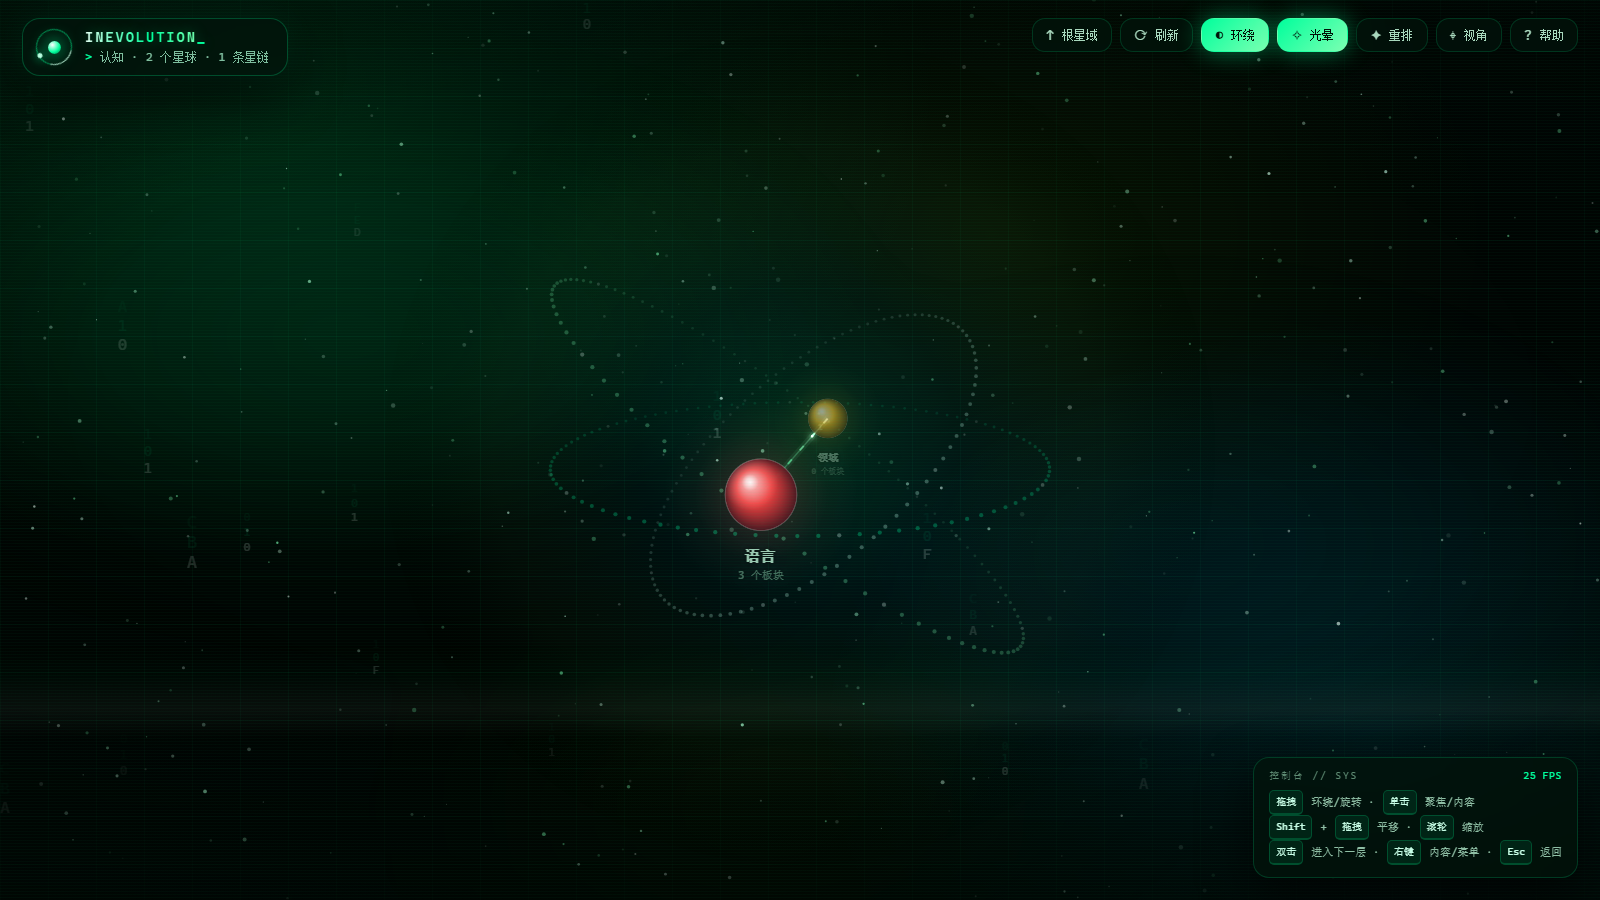 INEVOLUTION_
> 认知 · 2 个星球 · 1 条星链
↑ 根星域
刷新
环绕
光晕
重排
视角
? 帮助
领域
0 个板块
语言
3 个板块
控制台 // SYS
25 FPS
拖拽 环绕/旋转 · 单击 聚焦/内容
Shift + 拖拽 平移 · 滚轮 缩放
双击 进入下一层 · 右键 内容/菜单 · Esc 返回